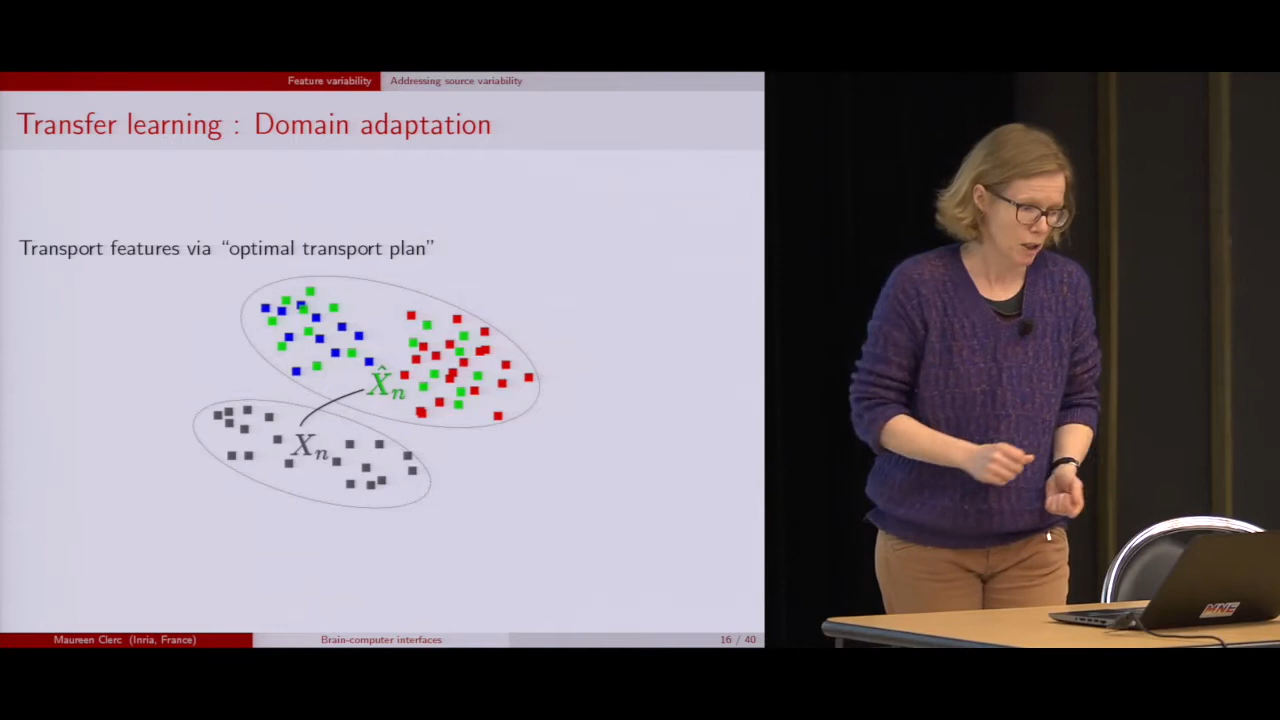 Feature variability
Addressing source variability
Transfer learning : Domain adaptation
Transport features via “optimal transport plan”
X̂n
Xn
Maureen Clerc (Inria, France)
Brain-computer interfaces
16 / 40
MNE